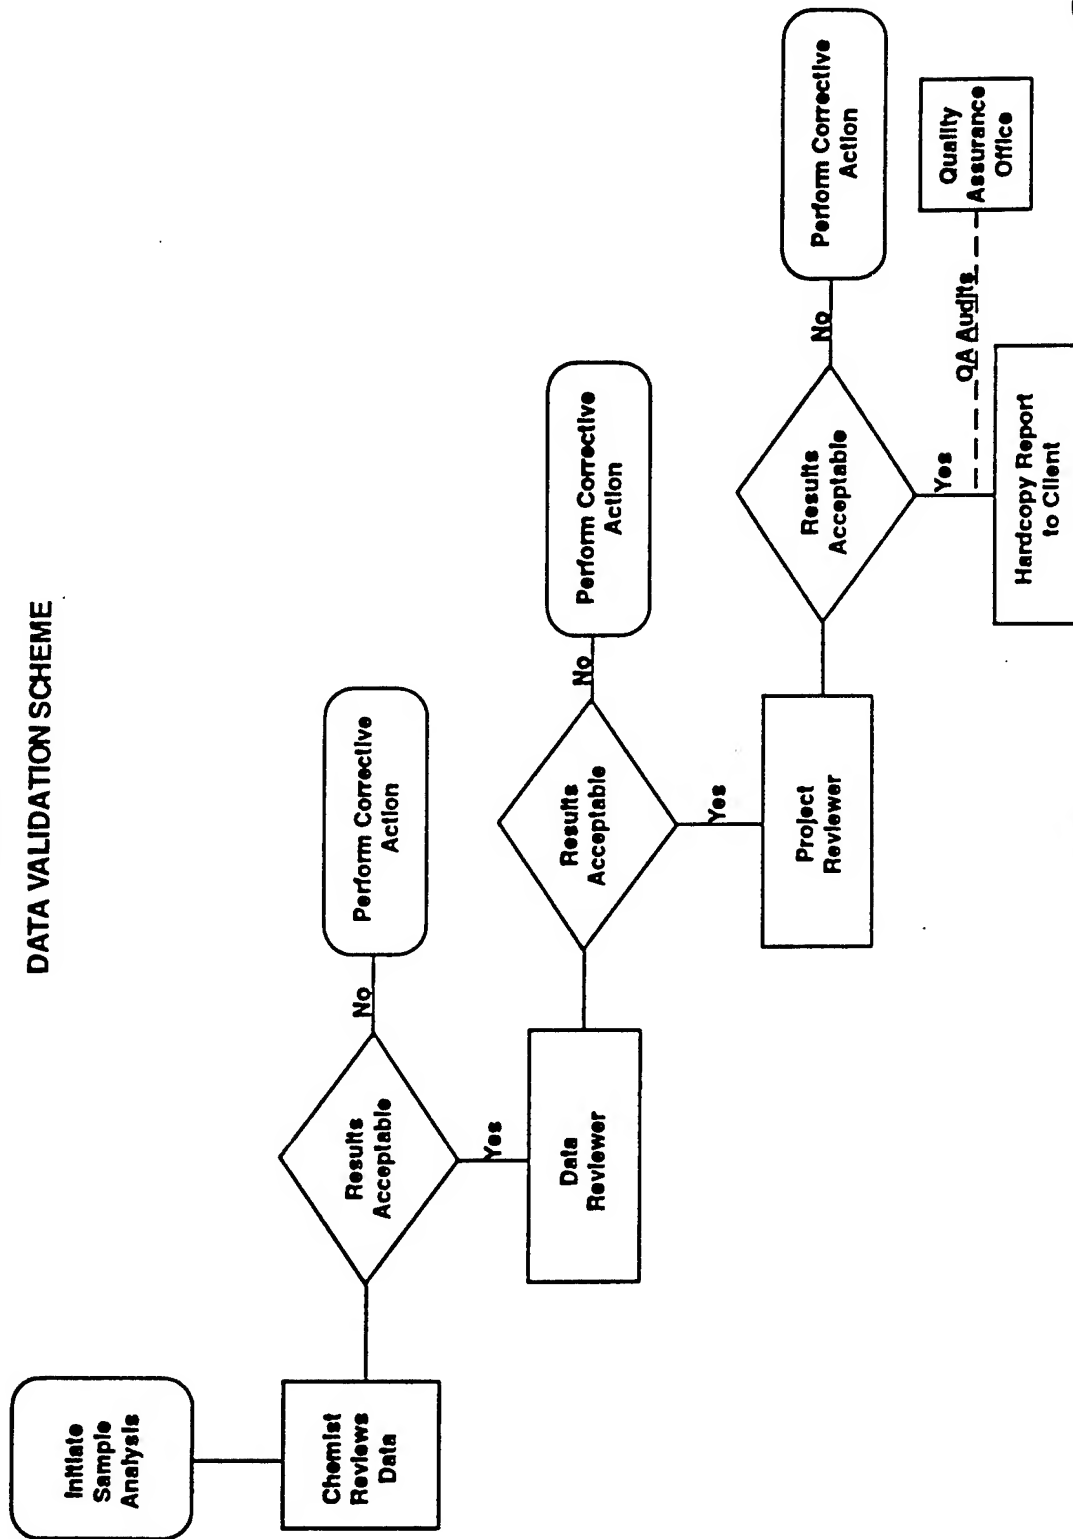 DATA VALIDATION SCHEME
Initiate
Sample
Analysis
Chemist
Reviews
Data
Results
Acceptable
No
Perform Corrective
Action
Yes
Data
Reviewer
Results
Acceptable
No
Perform Corrective
Action
Yes
Project
Reviewer
Results
Acceptable
No
Perform Corrective
Action
Yes
QA Audits
Quality
Assurance
Office
Hardcopy Report
to Client